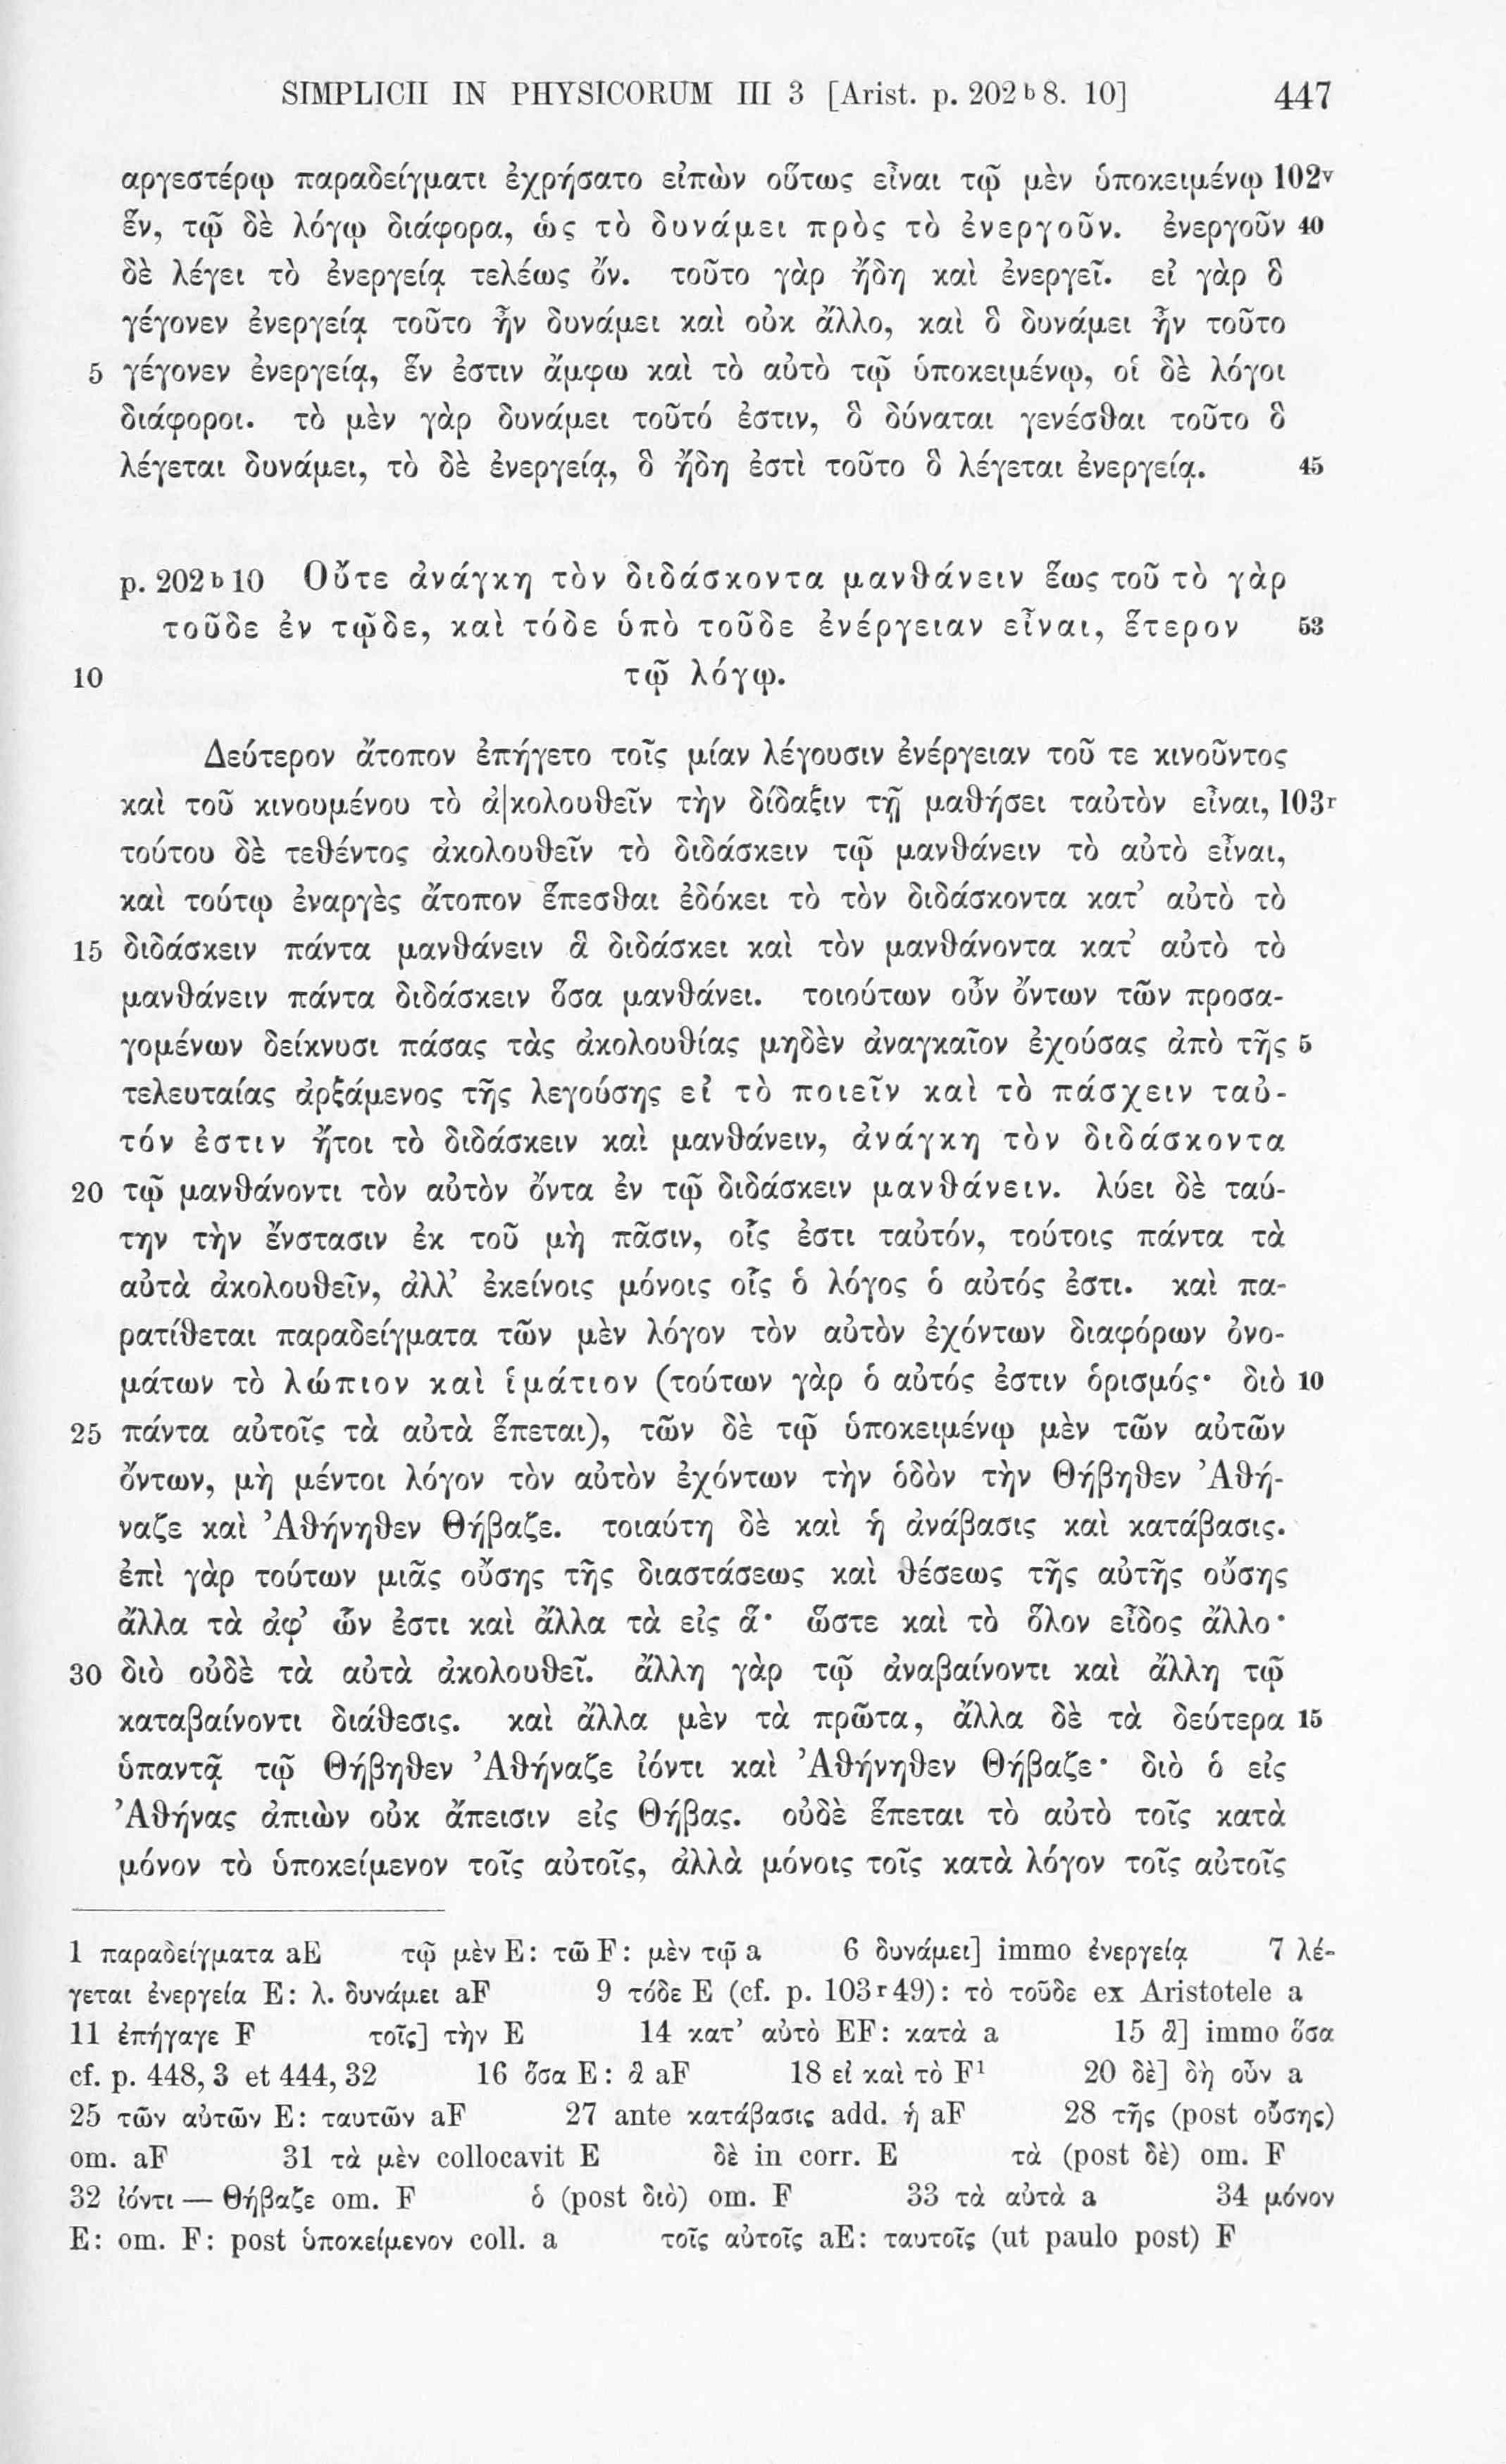 SIMPLICII IN PHYSICORUM III 3 [Arist. p. 202ᵇ8. 10] 447
αργεστέρῳ παραδείγματι ἐχρήσατο εἰπὼν οὕτως εἶναι τῷ μὲν ὑποκειμένῳ 102ᵛ
ἕν, τῷ δὲ λόγῳ διάφορα, ὡς τὸ δυνάμει πρὸς τὸ ἐνεργοῦν. ἐνεργοῦν 40
δὲ λέγει τὸ ἐνεργείᾳ τελέως ὄν. τοῦτο γὰρ ἤδη καὶ ἐνεργεῖ. εἰ γὰρ ὃ
γέγονεν ἐνεργείᾳ τοῦτο ἦν δυνάμει καὶ οὐκ ἄλλο, καὶ ὃ δυνάμει ἦν τοῦτο
5 γέγονεν ἐνεργείᾳ, ἕν ἐστιν ἄμφω καὶ τὸ αὐτὸ τῷ ὑποκειμένῳ, οἱ δὲ λόγοι
διάφοροι. τὸ μὲν γὰρ δυνάμει τοῦτό ἐστιν, ὃ δύναται γενέσθαι τοῦτο ὃ
λέγεται δυνάμει, τὸ δὲ ἐνεργείᾳ, ὃ ἤδη ἐστὶ τοῦτο ὃ λέγεται ἐνεργείᾳ. 45
p. 202ᵇ10 Οὔτε ἀνάγκη τὸν διδάσκοντα μανθάνειν ἕως τοῦ τὸ γὰρ
τοῦδε ἐν τῷδε, καὶ τόδε ὑπὸ τοῦδε ἐνέργειαν εἶναι, ἕτερον 53
10 τῷ λόγῳ.
Δεύτερον ἄτοπον ἐπήγετο τοῖς μίαν λέγουσιν ἐνέργειαν τοῦ τε κινοῦντος
καὶ τοῦ κινουμένου τὸ ἀ|κολουθεῖν τὴν δίδαξιν τῇ μαθήσει ταὐτὸν εἶναι, 103ʳ
τούτου δὲ τεθέντος ἀκολουθεῖν τὸ διδάσκειν τῷ μανθάνειν τὸ αὐτὸ εἶναι,
καὶ τούτῳ ἐναργὲς ἄτοπον ἕπεσθαι ἐδόκει τὸ τὸν διδάσκοντα κατ’ αὐτὸ τὸ
15 διδάσκειν πάντα μανθάνειν ἃ διδάσκει καὶ τὸν μανθάνοντα κατ’ αὐτὸ τὸ
μανθάνειν πάντα διδάσκειν ὅσα μανθάνει. τοιούτων οὖν ὄντων τῶν προσα-
γομένων δείκνυσι πάσας τὰς ἀκολουθίας μηδὲν ἀναγκαῖον ἐχούσας ἀπὸ τῆς 5
τελευταίας ἀρξάμενος τῆς λεγούσης εἰ τὸ ποιεῖν καὶ τὸ πάσχειν ταὐ-
τόν ἐστιν ἤτοι τὸ διδάσκειν καὶ μανθάνειν, ἀνάγκη τὸν διδάσκοντα
20 τῷ μανθάνοντι τὸν αὐτὸν ὄντα ἐν τῷ διδάσκειν μανθάνειν. λύει δὲ ταύ-
την τὴν ἔνστασιν ἐκ τοῦ μὴ πᾶσιν, οἷς ἐστι ταὐτόν, τούτοις πάντα τὰ
αὐτὰ ἀκολουθεῖν, ἀλλ’ ἐκείνοις μόνοις οἷς ὁ λόγος ὁ αὐτός ἐστι. καὶ πα-
ρατίθεται παραδείγματα τῶν μὲν λόγον τὸν αὐτὸν ἐχόντων διαφόρων ὀνο-
μάτων τὸ λώπιον καὶ ἱμάτιον (τούτων γὰρ ὁ αὐτός ἐστιν ὁρισμός· διὸ 10
25 πάντα αὐτοῖς τὰ αὐτὰ ἕπεται), τῶν δὲ τῷ ὑποκειμένῳ μὲν τῶν αὐτῶν
ὄντων, μὴ μέντοι λόγον τὸν αὐτὸν ἐχόντων τὴν ὁδὸν τὴν Θήβηθεν Ἀθή-
ναζε καὶ Ἀθήνηθεν Θήβαζε. τοιαύτη δὲ καὶ ἡ ἀνάβασις καὶ κατάβασις.
ἐπὶ γὰρ τούτων μιᾶς οὔσης τῆς διαστάσεως καὶ θέσεως τῆς αὐτῆς οὔσης
ἄλλα τὰ ἀφ’ ὧν ἐστι καὶ ἄλλα τὰ εἰς ἅ· ὥστε καὶ τὸ ὅλον εἶδος ἄλλο·
30 διὸ οὐδὲ τὰ αὐτὰ ἀκολουθεῖ. ἄλλη γὰρ τῷ ἀναβαίνοντι καὶ ἄλλη τῷ
καταβαίνοντι διάθεσις. καὶ ἄλλα μὲν τὰ πρῶτα, ἄλλα δὲ τὰ δεύτερα 15
ὑπαντᾷ τῷ Θήβηθεν Ἀθήναζε ἰόντι καὶ Ἀθήνηθεν Θήβαζε· διὸ ὁ εἰς
Ἀθήνας ἀπιὼν οὐκ ἄπεισιν εἰς Θήβας. οὐδὲ ἕπεται τὸ αὐτὸ τοῖς κατὰ
μόνον τὸ ὑποκείμενον τοῖς αὐτοῖς, ἀλλὰ μόνοις τοῖς κατὰ λόγον τοῖς αὐτοῖς
1 παραδείγματα aE τῷ μὲν E: τῶ F: μὲν τῷ a 6 δυνάμει] immo ἐνεργείᾳ 7 λέ-
γεται ἐνεργεία E: λ. δυνάμει aF 9 τόδε E (cf. p. 103ʳ49): τὸ τοῦδε ex Aristotele a
11 ἐπήγαγε F τοῖς] τὴν E 14 κατ’ αὐτὸ EF: κατὰ a 15 ἃ] immo ὅσα
cf. p. 448, 3 et 444, 32 16 ὅσα E: ἃ aF 18 εἰ καὶ τὸ F¹ 20 δὲ] δὴ οὖν a
25 τῶν αὐτῶν E: ταυτῶν aF 27 ante κατάβασις add. ἡ aF 28 τῆς (post οὔσης)
om. aF 31 τὰ μὲν collocavit E δὲ in corr. E τὰ (post δὲ) om. F
32 ἰόντι — Θήβαζε om. F ὁ (post διὸ) om. F 33 τὰ αὐτὰ a 34 μόνον
E: om. F: post ὑποκείμενον coll. a τοῖς αὐτοῖς aE: ταυτοῖς (ut paulo post) F